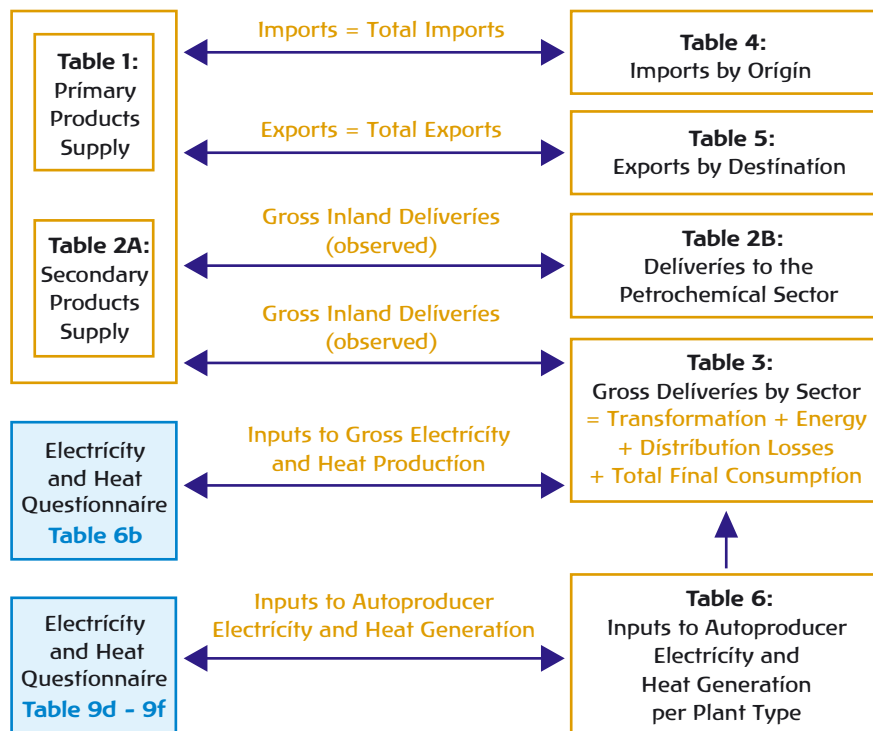 Table 1:
Primary
Products
Supply
Imports = Total Imports
Table 4:
Imports by Origin
Exports = Total Exports
Table 5:
Exports by Destination
Table 2A:
Secondary
Products
Supply
Gross Inland Deliveries
(observed)
Table 2B:
Deliveries to the
Petrochemical Sector
Gross Inland Deliveries
(observed)
Table 3:
Gross Deliveries by Sector
= Transformation + Energy
+ Distribution Losses
+ Total Final Consumption
Electricity
and Heat
Questionnaire
Table 6b
Inputs to Gross Electricity
and Heat Production
Electricity
and Heat
Questionnaire
Table 9d - 9f
Inputs to Autoproducer
Electricity and Heat Generation
Table 6:
Inputs to Autoproducer
Electricity and
Heat Generation
per Plant Type